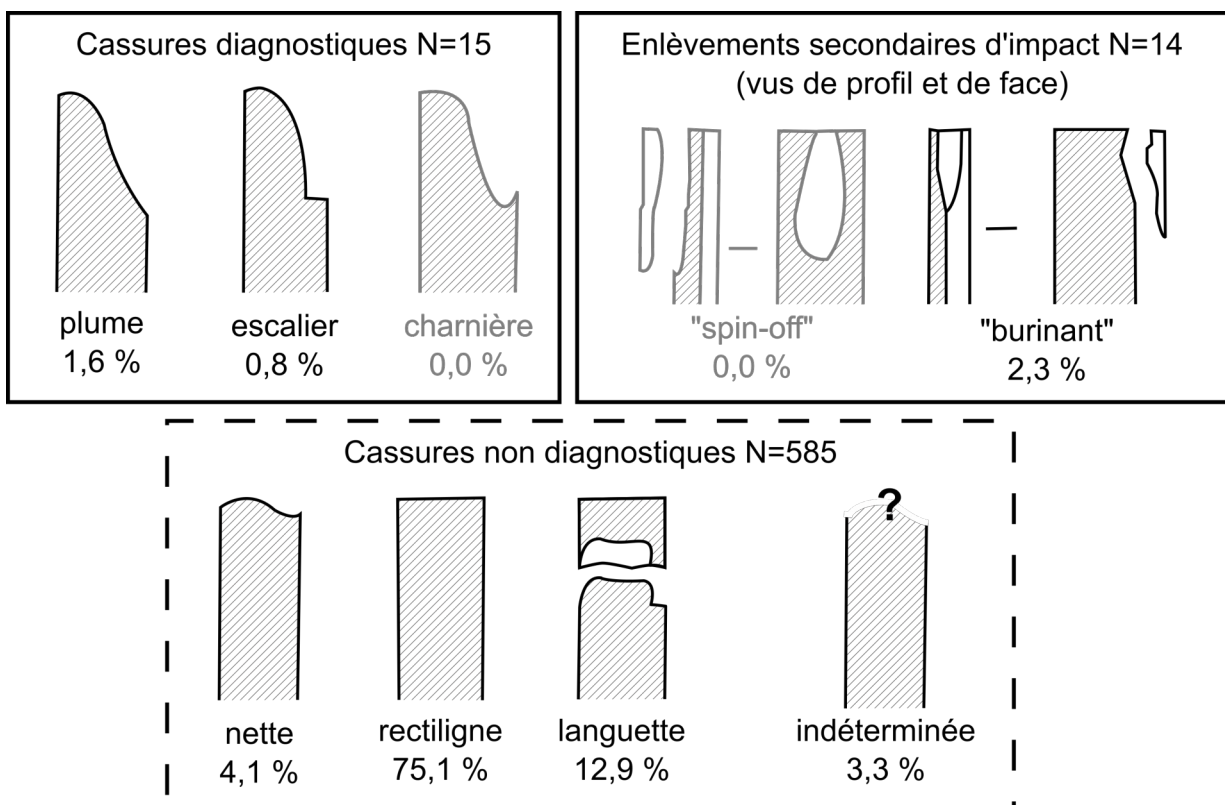 Cassures diagnostiques N=15
plume
1,6 %
escalier
0,8 %
charnière
0,0 %
Enlèvements secondaires d'impact N=14
(vus de profil et de face)
"spin-off"
0,0 %
"burinant"
2,3 %
Cassures non diagnostiques N=585
?
nette
4,1 %
rectiligne
75,1 %
languette
12,9 %
indéterminée
3,3 %